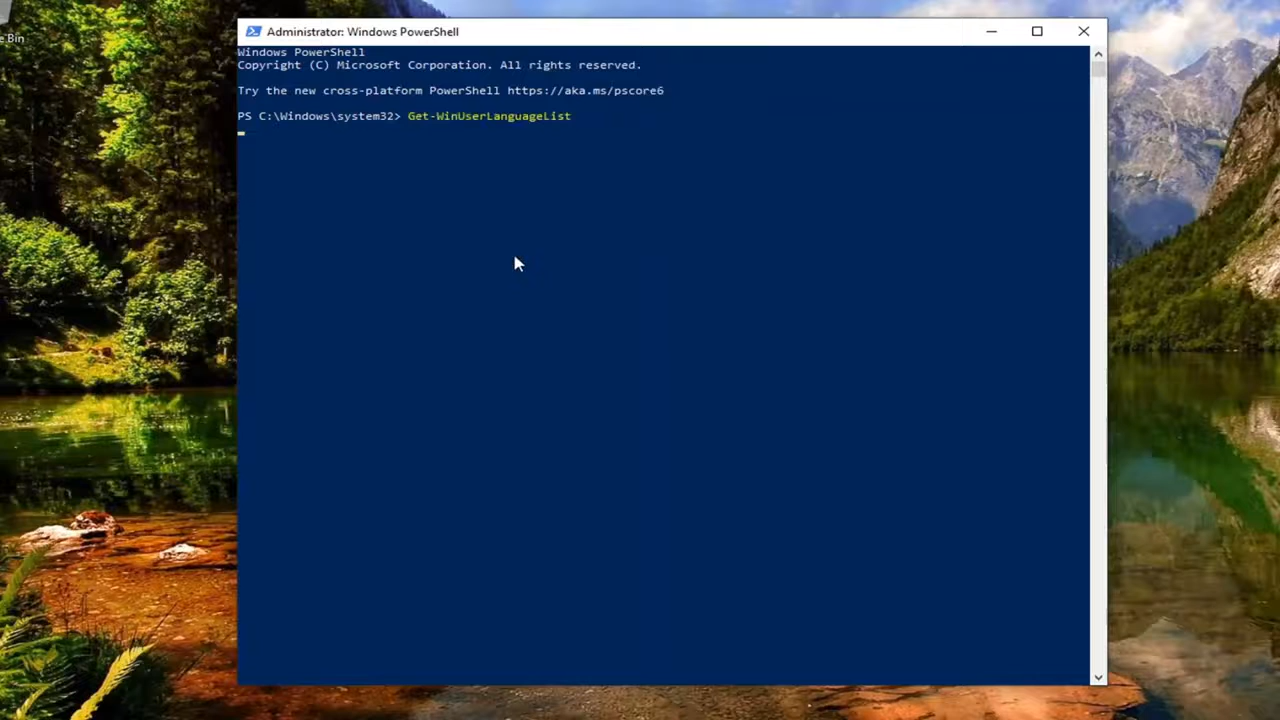 e Bin
Administrator: Windows PowerShell
Windows PowerShell
Copyright (C) Microsoft Corporation. All rights reserved.
Try the new cross-platform PowerShell https://aka.ms/pscore6
PS C:\Windows\system32> Get-WinUserLanguageList